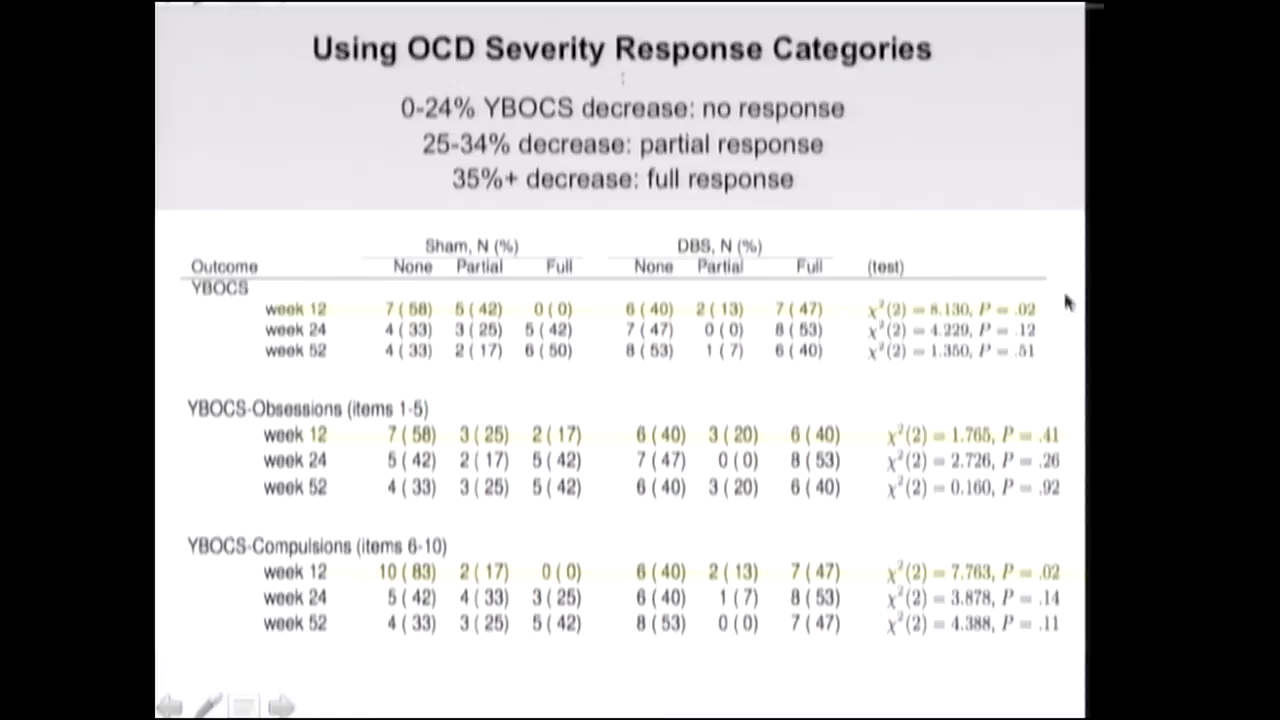 Using OCD Severity Response Categories
0-24% YBOCS decrease: no response
25-34% decrease: partial response
35%+ decrease: full response
Sham, N (%) DBS, N (%)
Outcome None Partial Full None Partial Full (test)
YBOCS
week 12 7 ( 58) 5 ( 42) 0 ( 0) 6 ( 40) 2 ( 13) 7 ( 47) χ²(2) = 8.130, P = .02
week 24 4 ( 33) 3 ( 25) 5 ( 42) 7 ( 47) 0 ( 0) 8 ( 53) χ²(2) = 4.220, P = .12
week 52 4 ( 33) 2 ( 17) 6 ( 50) 8 ( 53) 1 ( 7) 6 ( 40) χ²(2) = 1.350, P = .51
YBOCS-Obsessions (items 1-5)
week 12 7 ( 58) 3 ( 25) 2 ( 17) 6 ( 40) 3 ( 20) 6 ( 40) χ²(2) = 1.765, P = .41
week 24 5 ( 42) 2 ( 17) 5 ( 42) 7 ( 47) 0 ( 0) 8 ( 53) χ²(2) = 2.726, P = .26
week 52 4 ( 33) 3 ( 25) 5 ( 42) 6 ( 40) 3 ( 20) 6 ( 40) χ²(2) = 0.160, P = .92
YBOCS-Compulsions (items 6-10)
week 12 10 ( 83) 2 ( 17) 0 ( 0) 6 ( 40) 2 ( 13) 7 ( 47) χ²(2) = 7.763, P = .02
week 24 5 ( 42) 4 ( 33) 3 ( 25) 6 ( 40) 1 ( 7) 8 ( 53) χ²(2) = 3.878, P = .14
week 52 4 ( 33) 3 ( 25) 5 ( 42) 8 ( 53) 0 ( 0) 7 ( 47) χ²(2) = 4.388, P = .11